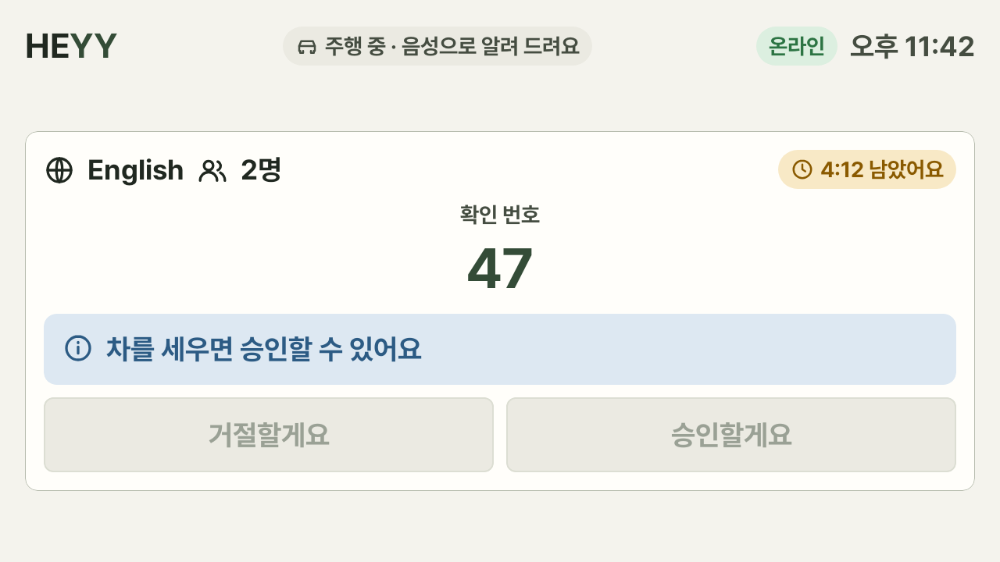 HEYY
주행 중 · 음성으로 알려 드려요
온라인
오후 11:42
English 2명
4:12 남았어요
확인 번호
47
차를 세우면 승인할 수 있어요
거절할게요
승인할게요